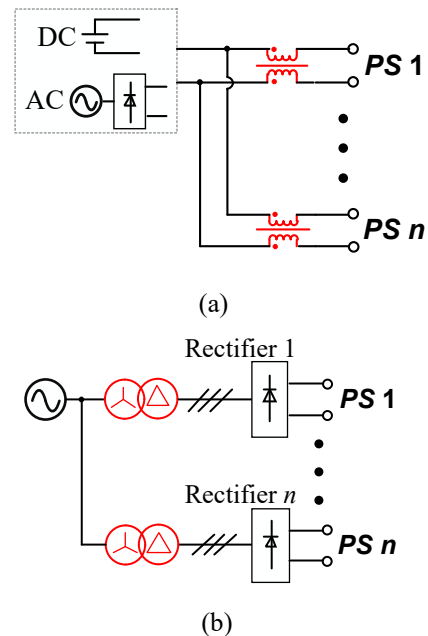 DC
PS 1
AC
PS n
(a)
Rectifier 1
PS 1
Rectifier n
PS n
(b)